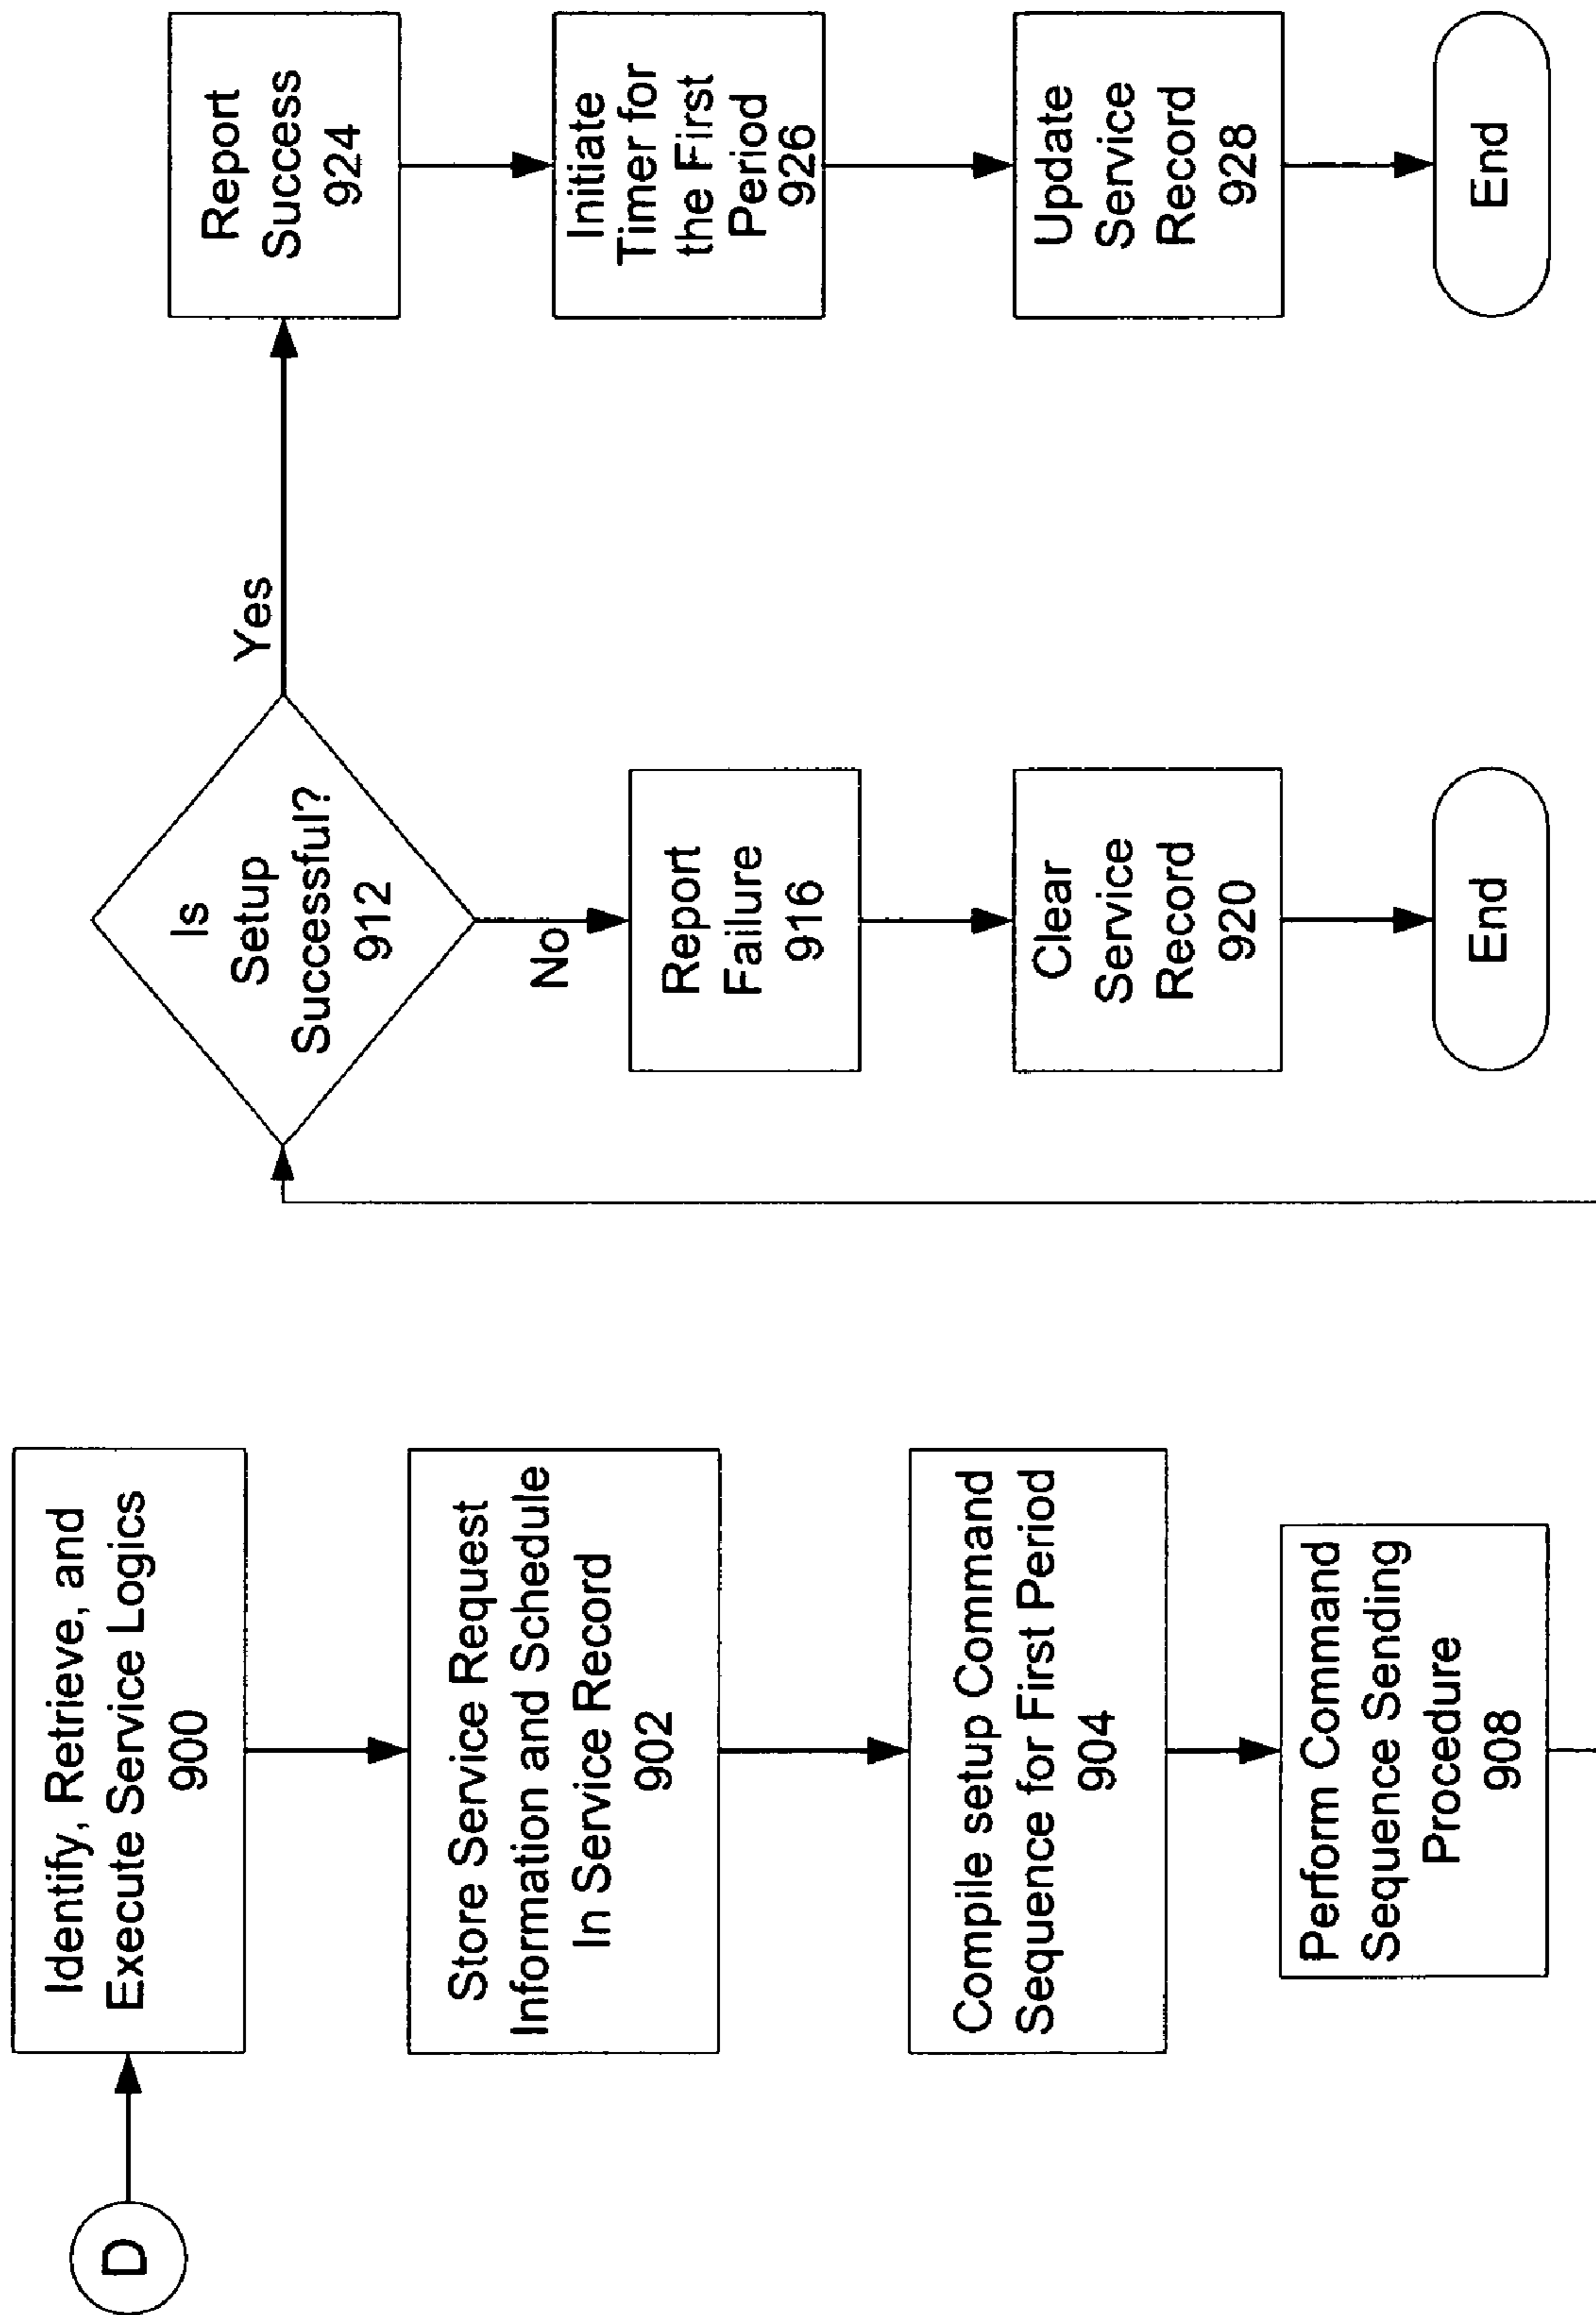 D
Identify, Retrieve, and
Execute Service Logics
900
Store Service Request
Information and Schedule
In Service Record
902
Compile setup Command
Sequence for First Period
904
Perform Command
Sequence Sending
Procedure
908
Is
Setup
Successful?
912
Yes
No
Report
Failure
916
Clear
Service
Record
920
End
Report
Success
924
Initiate
Timer for
the First
Period
926
Update
Service
Record
928
End